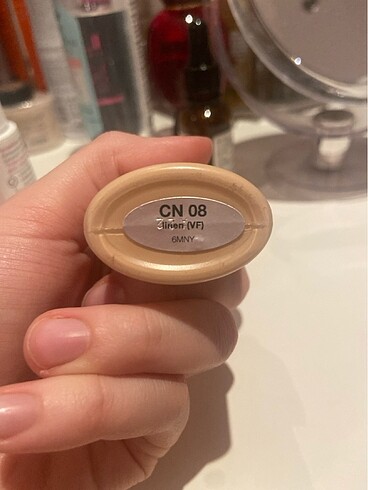 CN 08
linen (VF)
6MNY